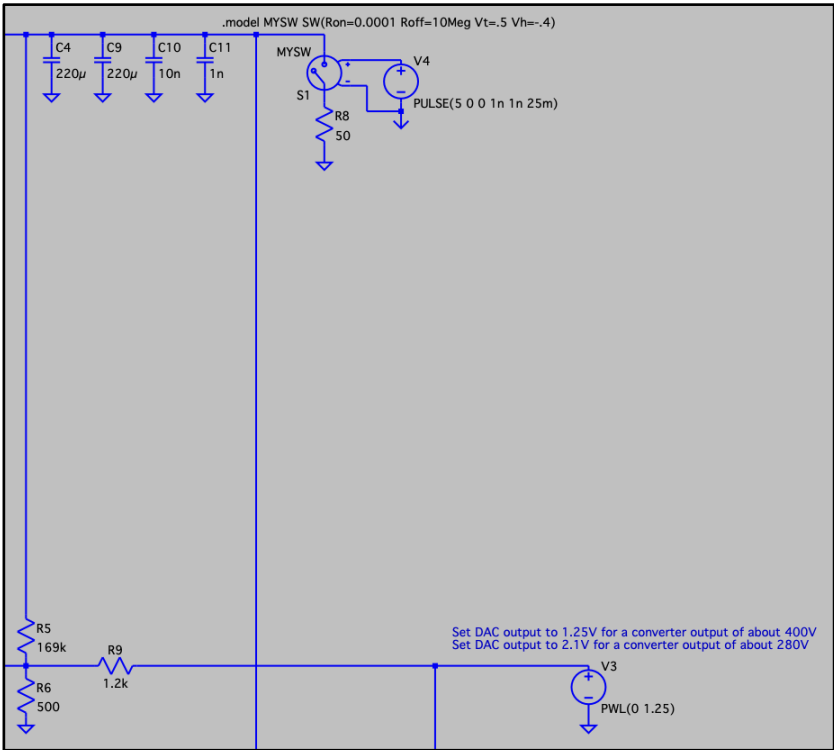 .model MYSW SW(Ron=0.0001 Roff=10Meg Vt=.5 Vh=-.4)
C4
220µ
C9
220µ
C10
10n
C11
1n
MYSW
S1
V4
PULSE(5 0 0 1n 1n 25m)
R8
50
R5
169k
R9
1.2k
R6
500
Set DAC output to 1.25V for a converter output of about 400V
Set DAC output to 2.1V for a converter output of about 280V
V3
PWL(0 1.25)